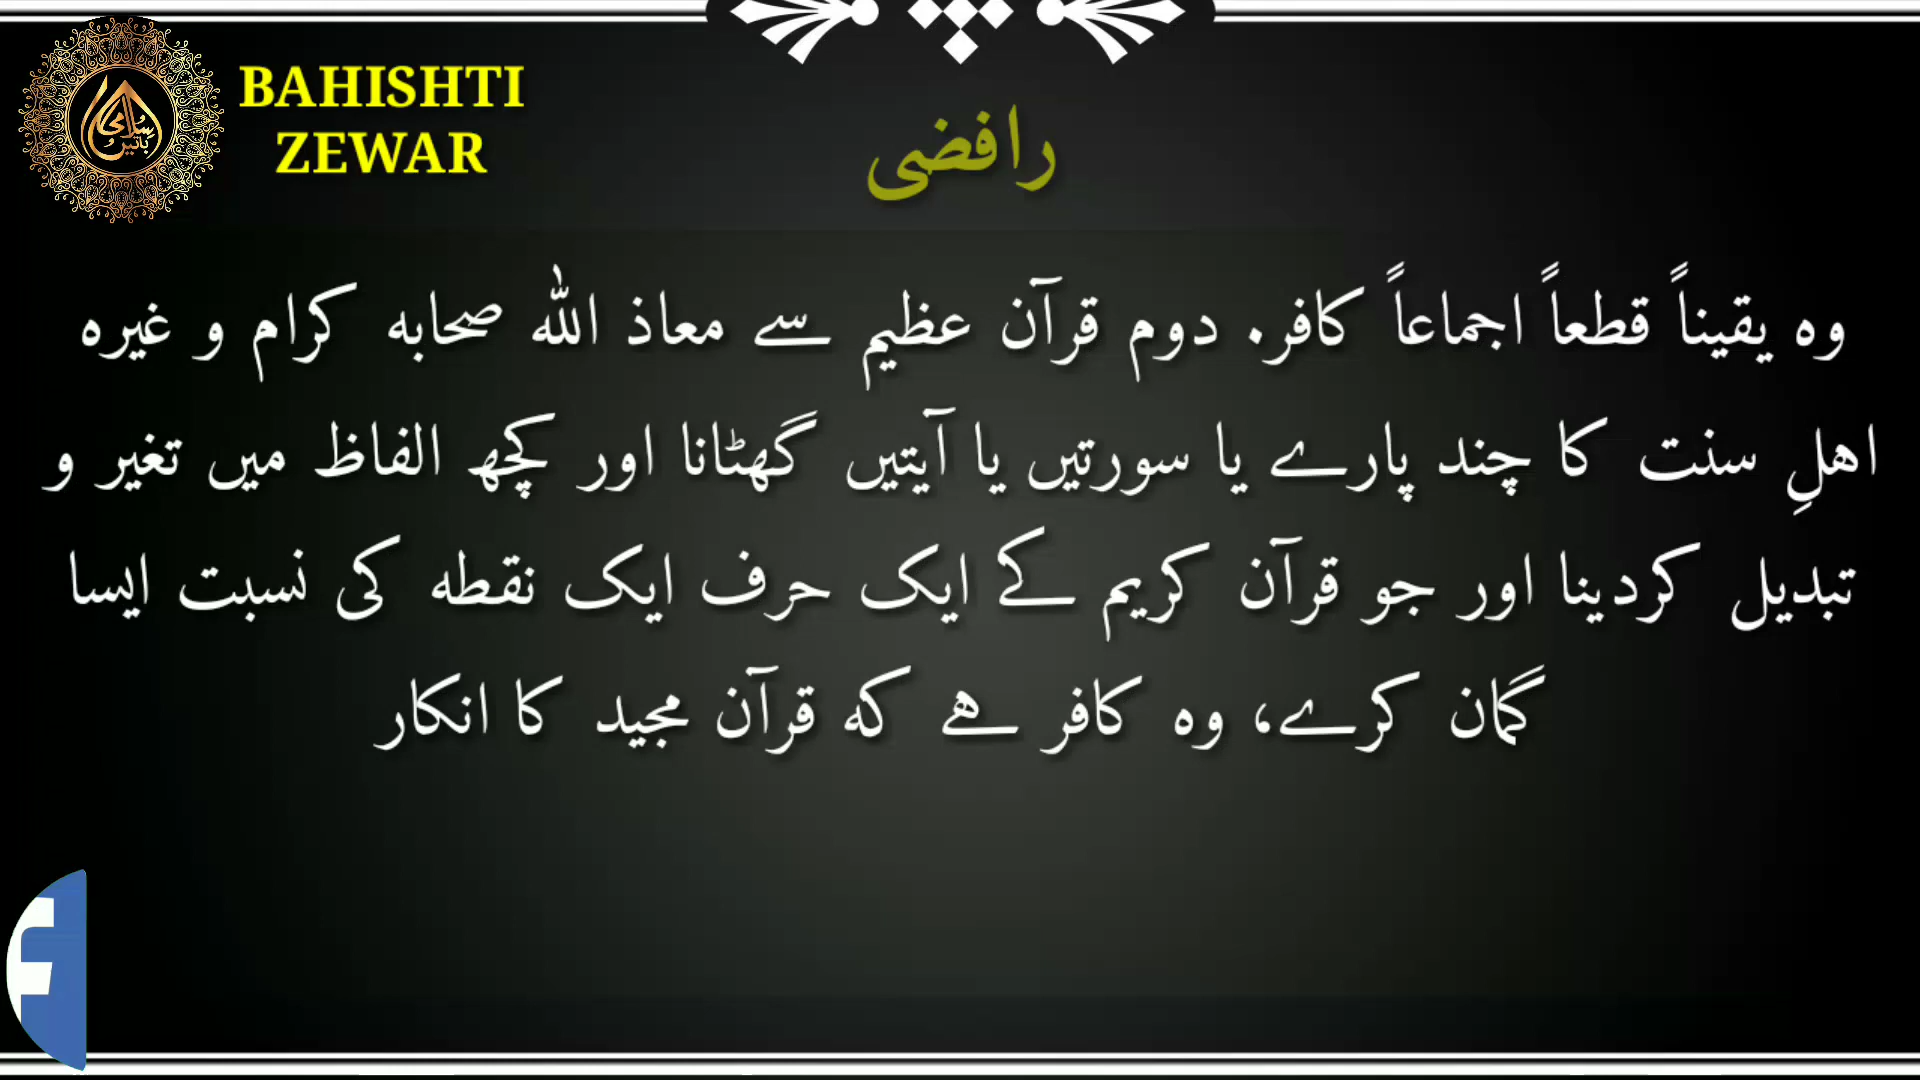 BAHISHTI
ZEWAR
رافضی
وہ یقیناً قطعاً اجماعاً کافر. دوم قرآن عظیم سے معاذ اللہ صحابہ کرام و غیرہ
اھلِ سنت کا چند پارے یا سورتیں یا آیتیں گھٹانا اور کچھ الفاظ میں تغیر و
تبدیل کردینا اور جو قرآن کریم کے ایک حرف ایک نقطہ کی نسبت ایسا
گمان کرے، وہ کافر ہے کہ قرآن مجید کا انکار